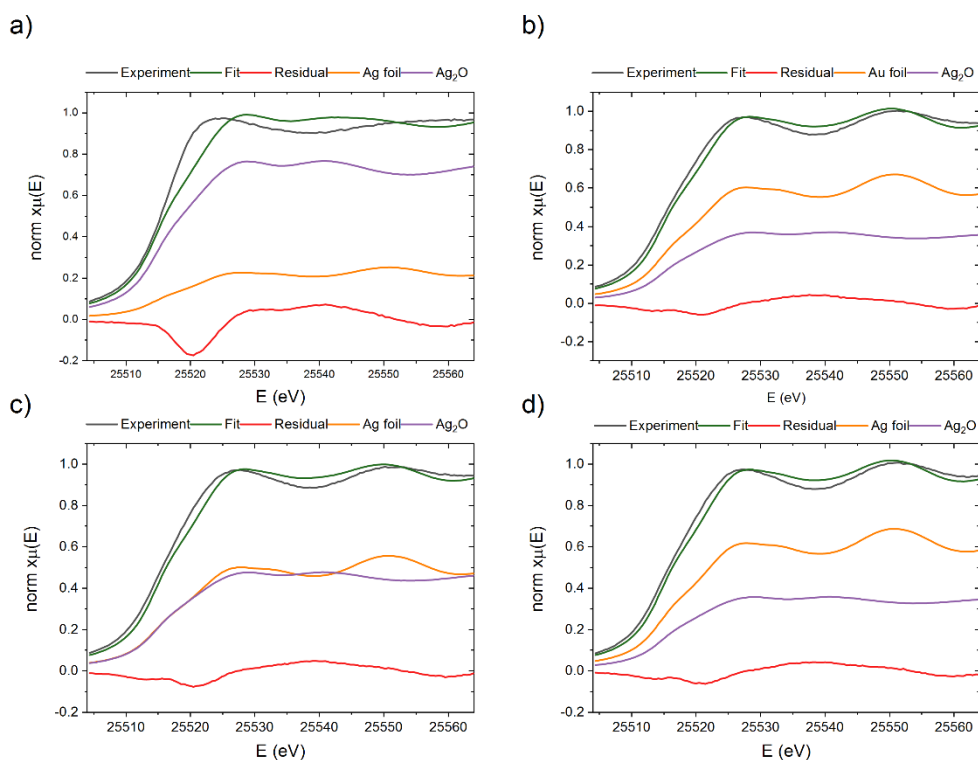 a)
Experiment Fit Residual Ag foil Ag₂O
norm xμ(E)
1.0
0.8
0.6
0.4
0.2
0.0
-0.2
25510 25520 25530 25540 25550 25560
E (eV)
b)
Experiment Fit Residual Au foil Ag₂O
norm xμ(E)
1.0
0.8
0.6
0.4
0.2
0.0
-0.2
25510 25520 25530 25540 25550 25560
E (eV)
c)
Experiment Fit Residual Ag foil Ag₂O
norm xμ(E)
1.0
0.8
0.6
0.4
0.2
0.0
-0.2
25510 25520 25530 25540 25550 25560
E (eV)
d)
Experiment Fit Residual Ag foil Ag₂O
norm xμ(E)
1.0
0.8
0.6
0.4
0.2
0.0
-0.2
25510 25520 25530 25540 25550 25560
E (eV)